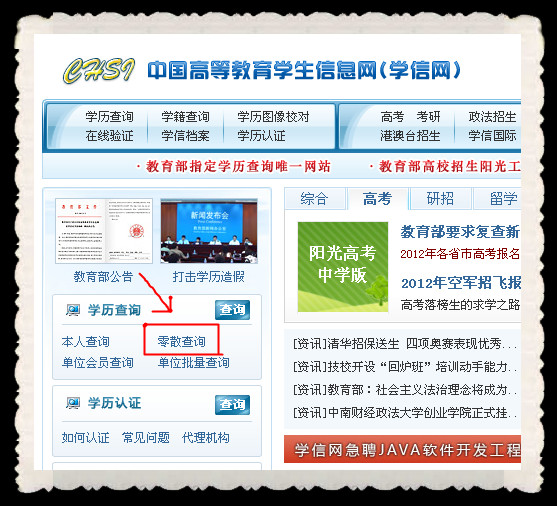 CHSI 中国高等教育学生信息网(学信网)
学历查询 学籍查询 学历图像校对
在线验证 学信档案 学历认证
高考 考研 政法招生
港澳台招生 学信国际
·教育部指定学历查询唯一网站 ·教育部高校招生阳光工
新闻发布会
教育部公告 打击学历造假
学历查询 查询
本人查询 零散查询
单位会员查询 单位批量查询
学历认证 查询
如何认证 常见问题 代理机构
综合 高考 研招 留学
阳光高考
中学版
教育部要求复查新
2012年各省市高考报名
2012年空军招飞报
高考落榜生的求学之路
[资讯]清华招保送生 四项奥赛表现优秀...
[资讯]技校开设“回炉班”培训动手能力...
[资讯]教育部：社会主义法治理念将成为...
[资讯]中南财经政法大学创业学院正式挂...
学信网急聘JAVA软件开发工程